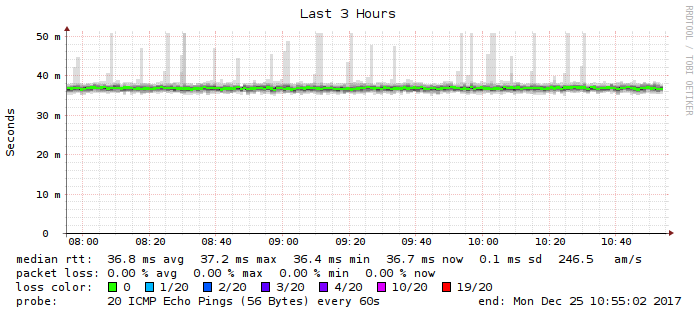 Last 3 Hours
RRDTOOL / TOBI OETIKER
Seconds
50 m
40 m
30 m
20 m
10 m
0
08:00 08:20 08:40 09:00 09:20 09:40 10:00 10:20 10:40
median rtt: 36.8 ms avg 37.2 ms max 36.4 ms min 36.7 ms now 0.1 ms sd 246.5 am/s
packet loss: 0.00 % avg 0.00 % max 0.00 % min 0.00 % now
loss color: 0 1/20 2/20 3/20 4/20 10/20 19/20
probe: 20 ICMP Echo Pings (56 Bytes) every 60s end: Mon Dec 25 10:55:02 2017